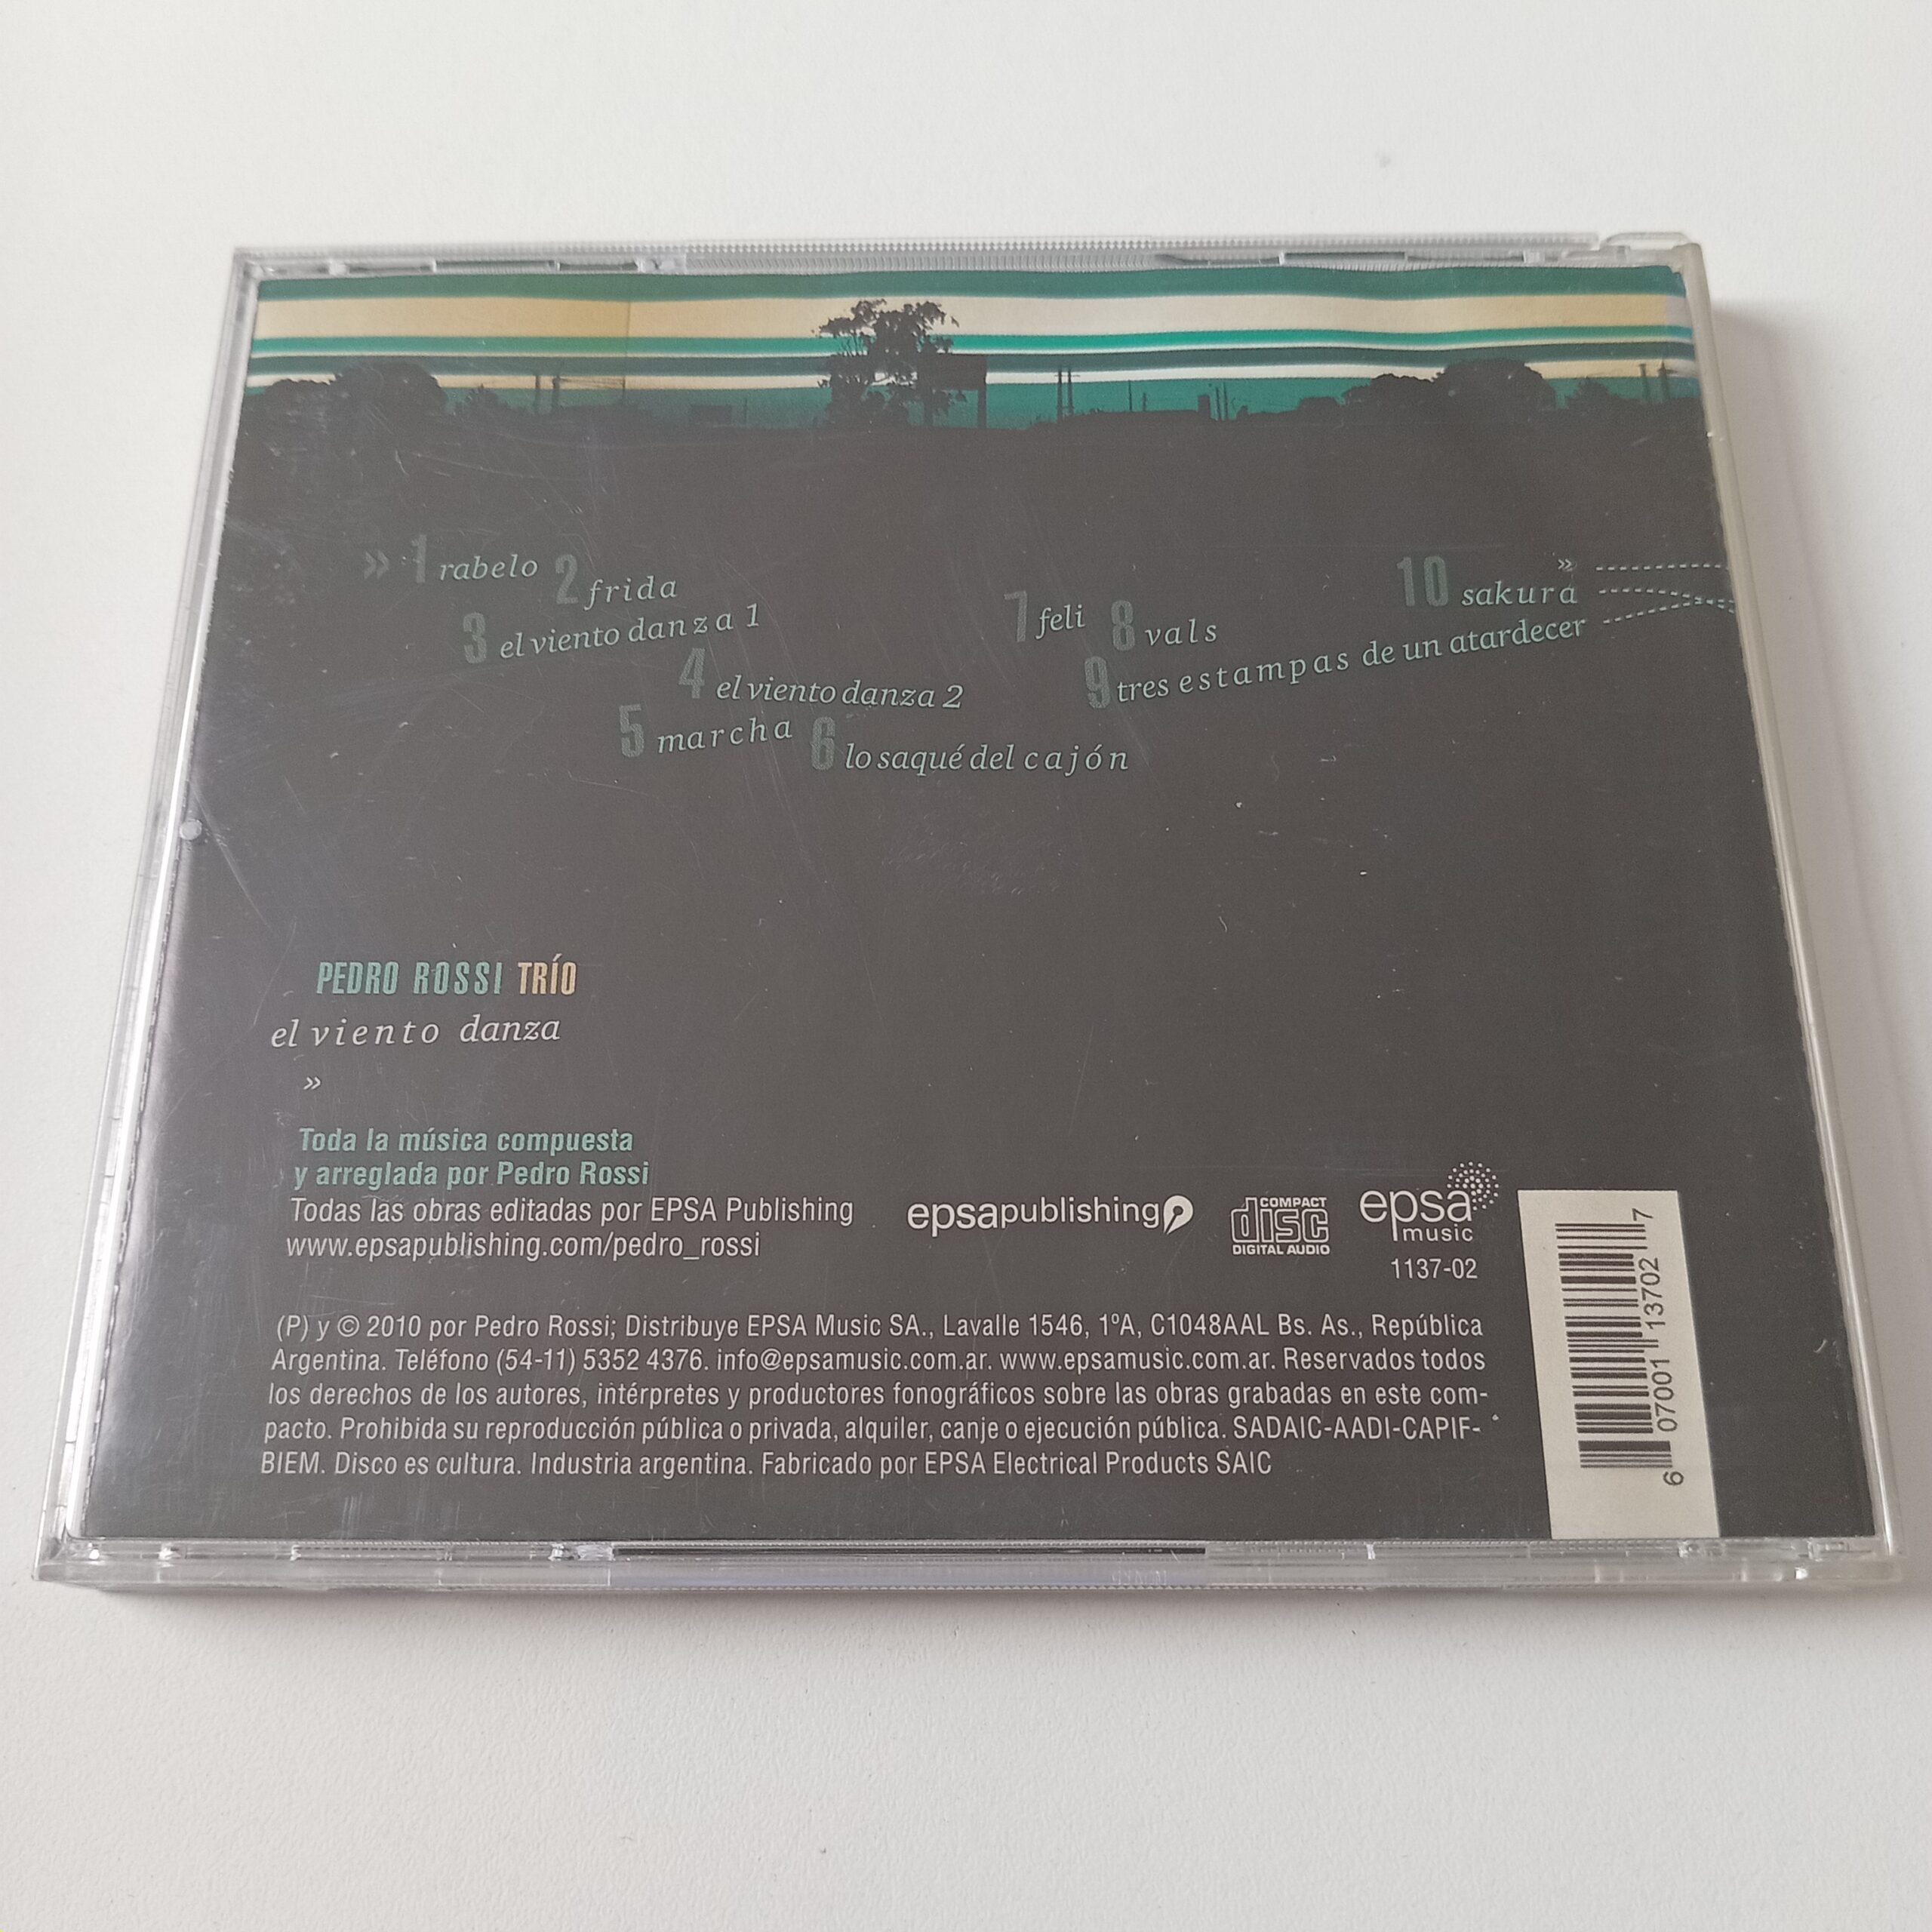 » 1 rabelo 2 frida
3 el viento danza 1
4 el viento danza 2
5 marcha 6 lo saqué del cajón
7 feli 8 vals
9 tres estampas de un atardecer
10 sakura »
PEDRO ROSSI TRÍO
el viento danza
»
Toda la música compuesta
y arreglada por Pedro Rossi
Todas las obras editadas por EPSA Publishing
www.epsapublishing.com/pedro_rossi
epsapublishing
COMPACT
disc
DIGITAL AUDIO
epsa
music
1137-02
(P) y © 2010 por Pedro Rossi; Distribuye EPSA Music SA., Lavalle 1546, 1ºA, C1048AAL Bs. As., República
Argentina. Teléfono (54-11) 5352 4376. info@epsamusic.com.ar. www.epsamusic.com.ar. Reservados todos
los derechos de los autores, intérpretes y productores fonográficos sobre las obras grabadas en este com-
pacto. Prohibida su reproducción pública o privada, alquiler, canje o ejecución pública. SADAIC-AADI-CAPIF-
BIEM. Disco es cultura. Industria argentina. Fabricado por EPSA Electrical Products SAIC
6 07001 13702 7